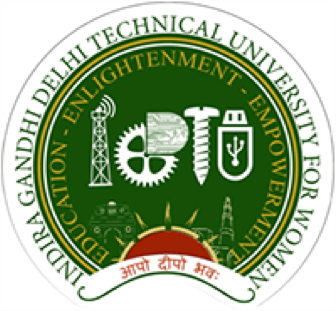 INDIRA GANDHI DELHI TECHNICAL UNIVERSITY FOR WOMEN
EDUCATION - ENLIGHTENMENT - EMPOWERMENT
IGDTU
आपो दीपो भवः